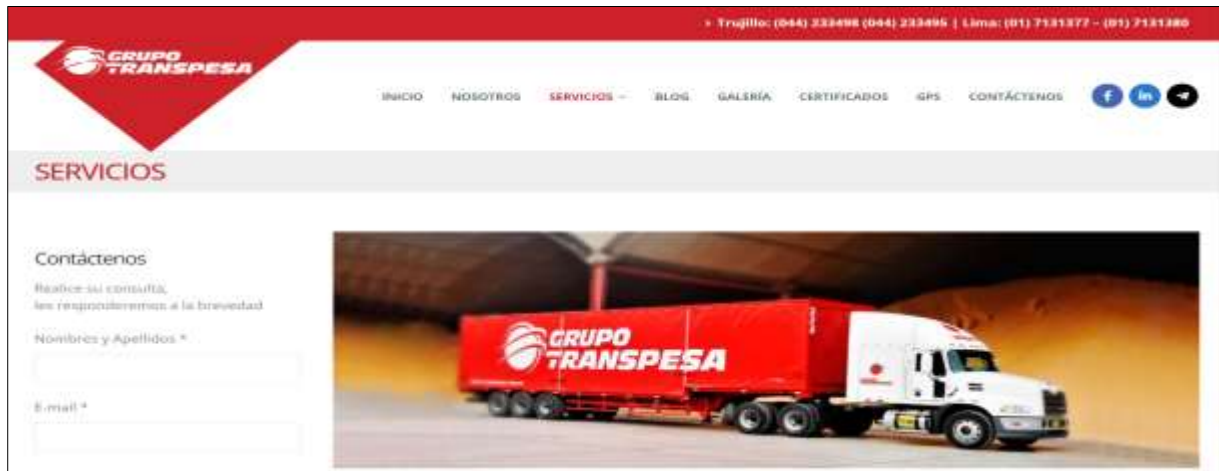 Trujillo: (044) 233498 (044) 233495 | Lima: (01) 7131377 - (01) 7131380
GRUPO
TRANSPESA
INICIO NOSOTROS SERVICIOS BLOG GALERÍA CERTIFICADOS GPS CONTÁCTENOS
SERVICIOS
Contáctenos
Realice su consulta,
les responderemos a la brevedad
Nombres y Apellidos *
E-mail *
GRUPO
TRANSPESA